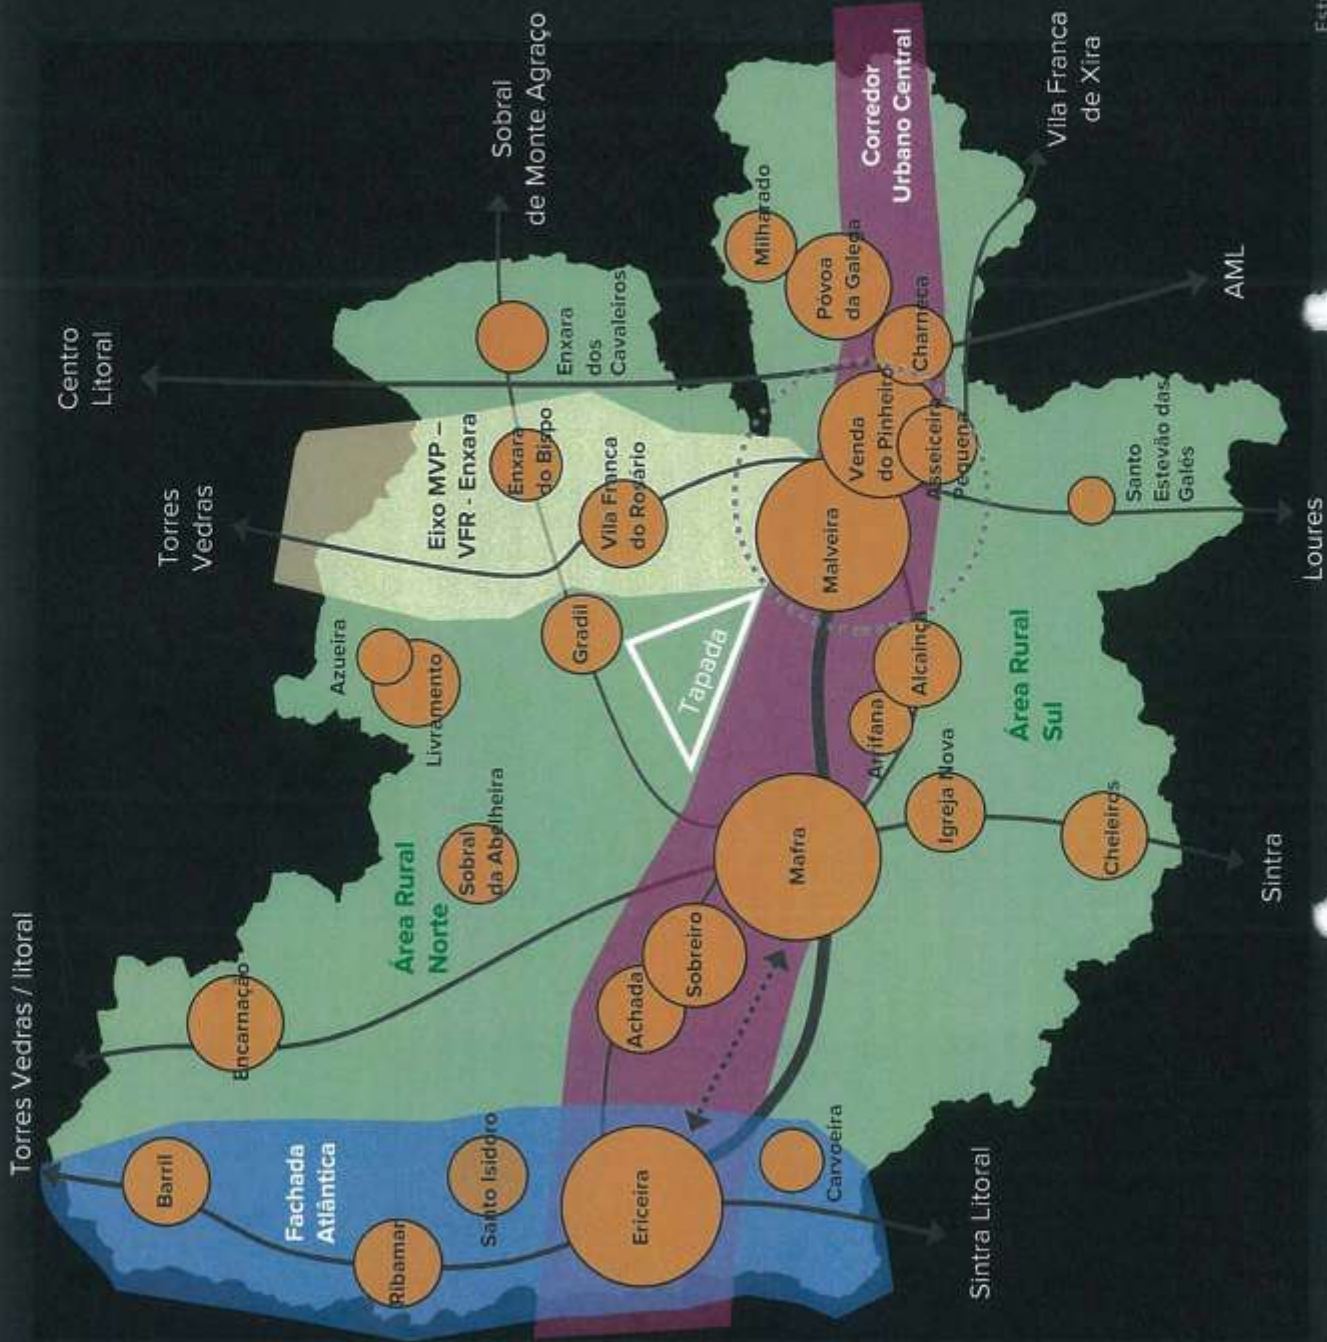 Torres Vedras / litoral
Torres
Vedras
Centro
Litoral
Sobral
de Monte Agraço
Barril
Fachada
Atlântica
Ribamar
Santo Isidoro
Ericeira
Carvoeira
Sintra Litoral
Encarnação
Área Rural
Norte
Sobral
da Abelheira
Azueira
Livramento
Gradil
Eixo MVP –
VFR - Enxara
Enxara
do Bispo
Vila Franca
do Rosário
Enxara
dos
Cavaleiros
Tapada
Achada
Sobreiro
Mafra
Malveira
Venda
do Pinheiro
Asseiceira
Pequena
Charneca
Póvoa
da Galega
Milharado
Corredor
Urbano Central
Vila Franca
de Xira
AML
Arrifana
Alcainça
Igreja Nova
Cheleiros
Área Rural
Sul
Santo
Estevão das
Galés
Sintra
Loures